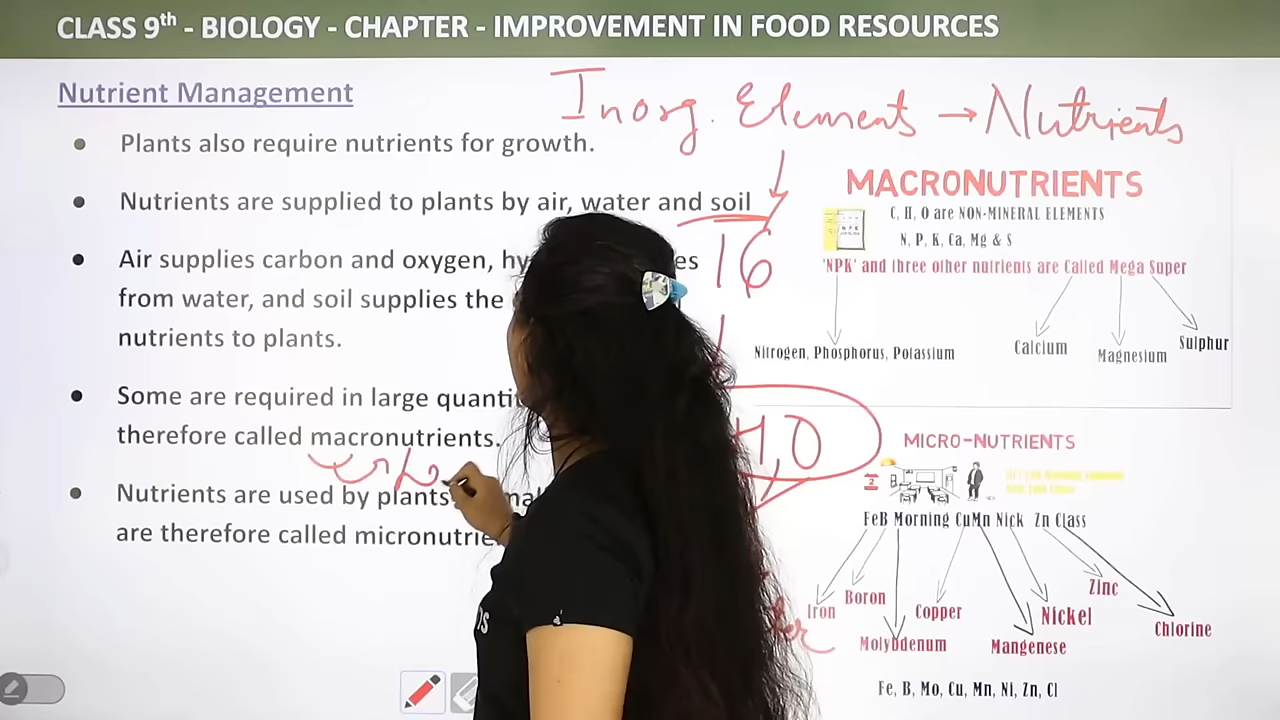 CLASS 9th - BIOLOGY - CHAPTER - IMPROVEMENT IN FOOD RESOURCES
Nutrient Management
Inorg. Elements → Nutrients
• Plants also require nutrients for growth.
• Nutrients are supplied to plants by air, water and soil
• Air supplies carbon and oxygen, hy es
from water, and soil supplies the
nutrients to plants.
• Some are required in large quanti
therefore called macronutrients.
• Nutrients are used by plants
are therefore called micronutrie
16
H, O
MACRONUTRIENTS
C, H, O are NON-MINERAL ELEMENTS
N, P, K, Ca, Mg & S
'NPK' and three other nutrients are Called Mega Super
Nitrogen, Phosphorus, Potassium
Calcium
Magnesium
Sulphur
MICRO-NUTRIENTS
FeB Morning CuMn Nick Zn Class
Iron
Boron
Molybdenum
Copper
Mangenese
Nickel
Zinc
Chlorine
Fe, B, Mo, Cu, Mn, Ni, Zn, Cl